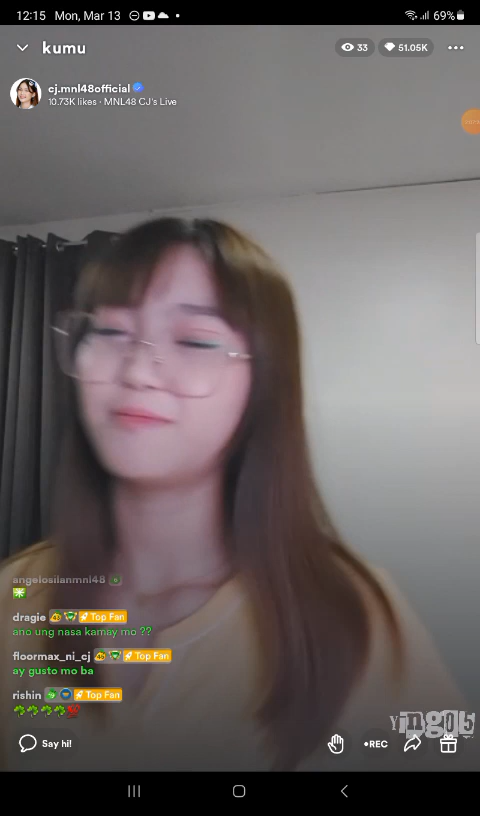 12:15 Mon, Mar 13 69%
kumu 33 51.05K
cj.mnl48official
10.73K likes · MNL48 CJ's Live
angelosilanmnl48
dragie Top Fan
ano ung nasa kamay mo ??
floormax_ni_cj Top Fan
ay gusto mo ba
rishin Top Fan
Say hi! •REC
Yingo15